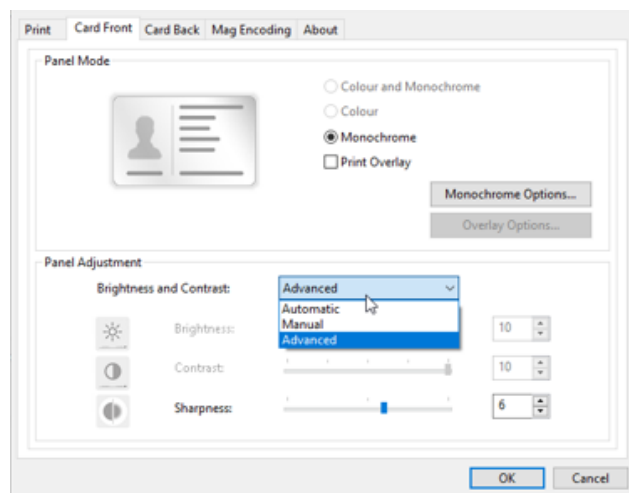 Print Card Front Card Back Mag Encoding About
Panel Mode
Colour and Monochrome
Colour
Monochrome
Print Overlay
Monochrome Options...
Overlay Options...
Panel Adjustment
Brightness and Contrast: Advanced
Automatic
Manual
Advanced
Brightness: 10
Contrast: 10
Sharpness: 6
OK Cancel